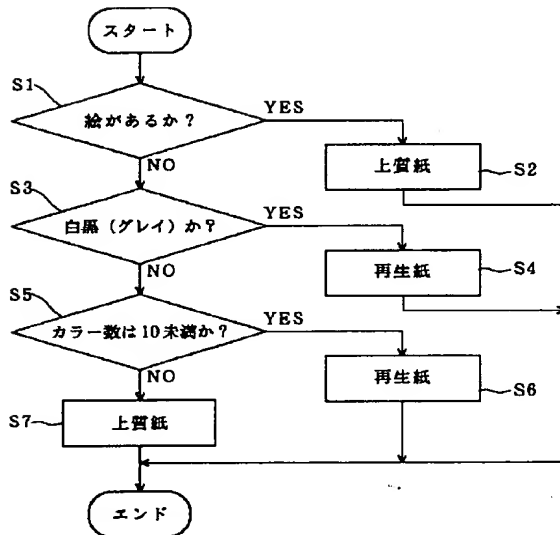 スタート
S1
絵があるか？
YES
NO
上質紙
S2
S3
白黒（グレイ）か？
YES
NO
再生紙
S4
S5
カラー数は10未満か？
YES
NO
再生紙
S6
S7
上質紙
エンド